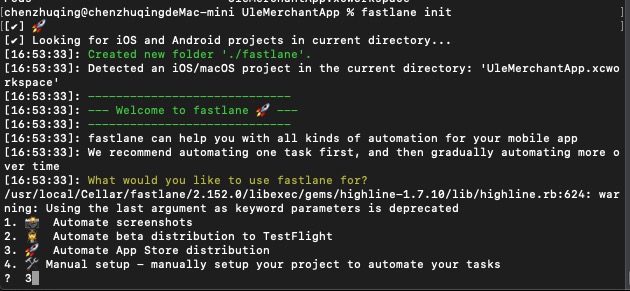 chenzhuqing@chenzhuqingdeMac-mini UleMerchantApp % fastlane init
[✔] 🚀
[✔] Looking for iOS and Android projects in current directory...
[16:53:33]: Created new folder './fastlane'.
[16:53:33]: Detected an iOS/macOS project in the current directory: 'UleMerchantApp.xcwo
rkspace'
[16:53:33]: -----------------------------
[16:53:33]: --- Welcome to fastlane 🚀 ---
[16:53:33]: -----------------------------
[16:53:33]: fastlane can help you with all kinds of automation for your mobile app
[16:53:33]: We recommend automating one task first, and then gradually automating more o
ver time
[16:53:33]: What would you like to use fastlane for?
/usr/local/Cellar/fastlane/2.152.0/libexec/gems/highline-1.7.10/lib/highline.rb:624: war
ning: Using the last argument as keyword parameters is deprecated
1. 📸  Automate screenshots
2. 👩‍✈️  Automate beta distribution to TestFlight
3. 🚀  Automate App Store distribution
4. 🛠  Manual setup - manually setup your project to automate your tasks
?  3